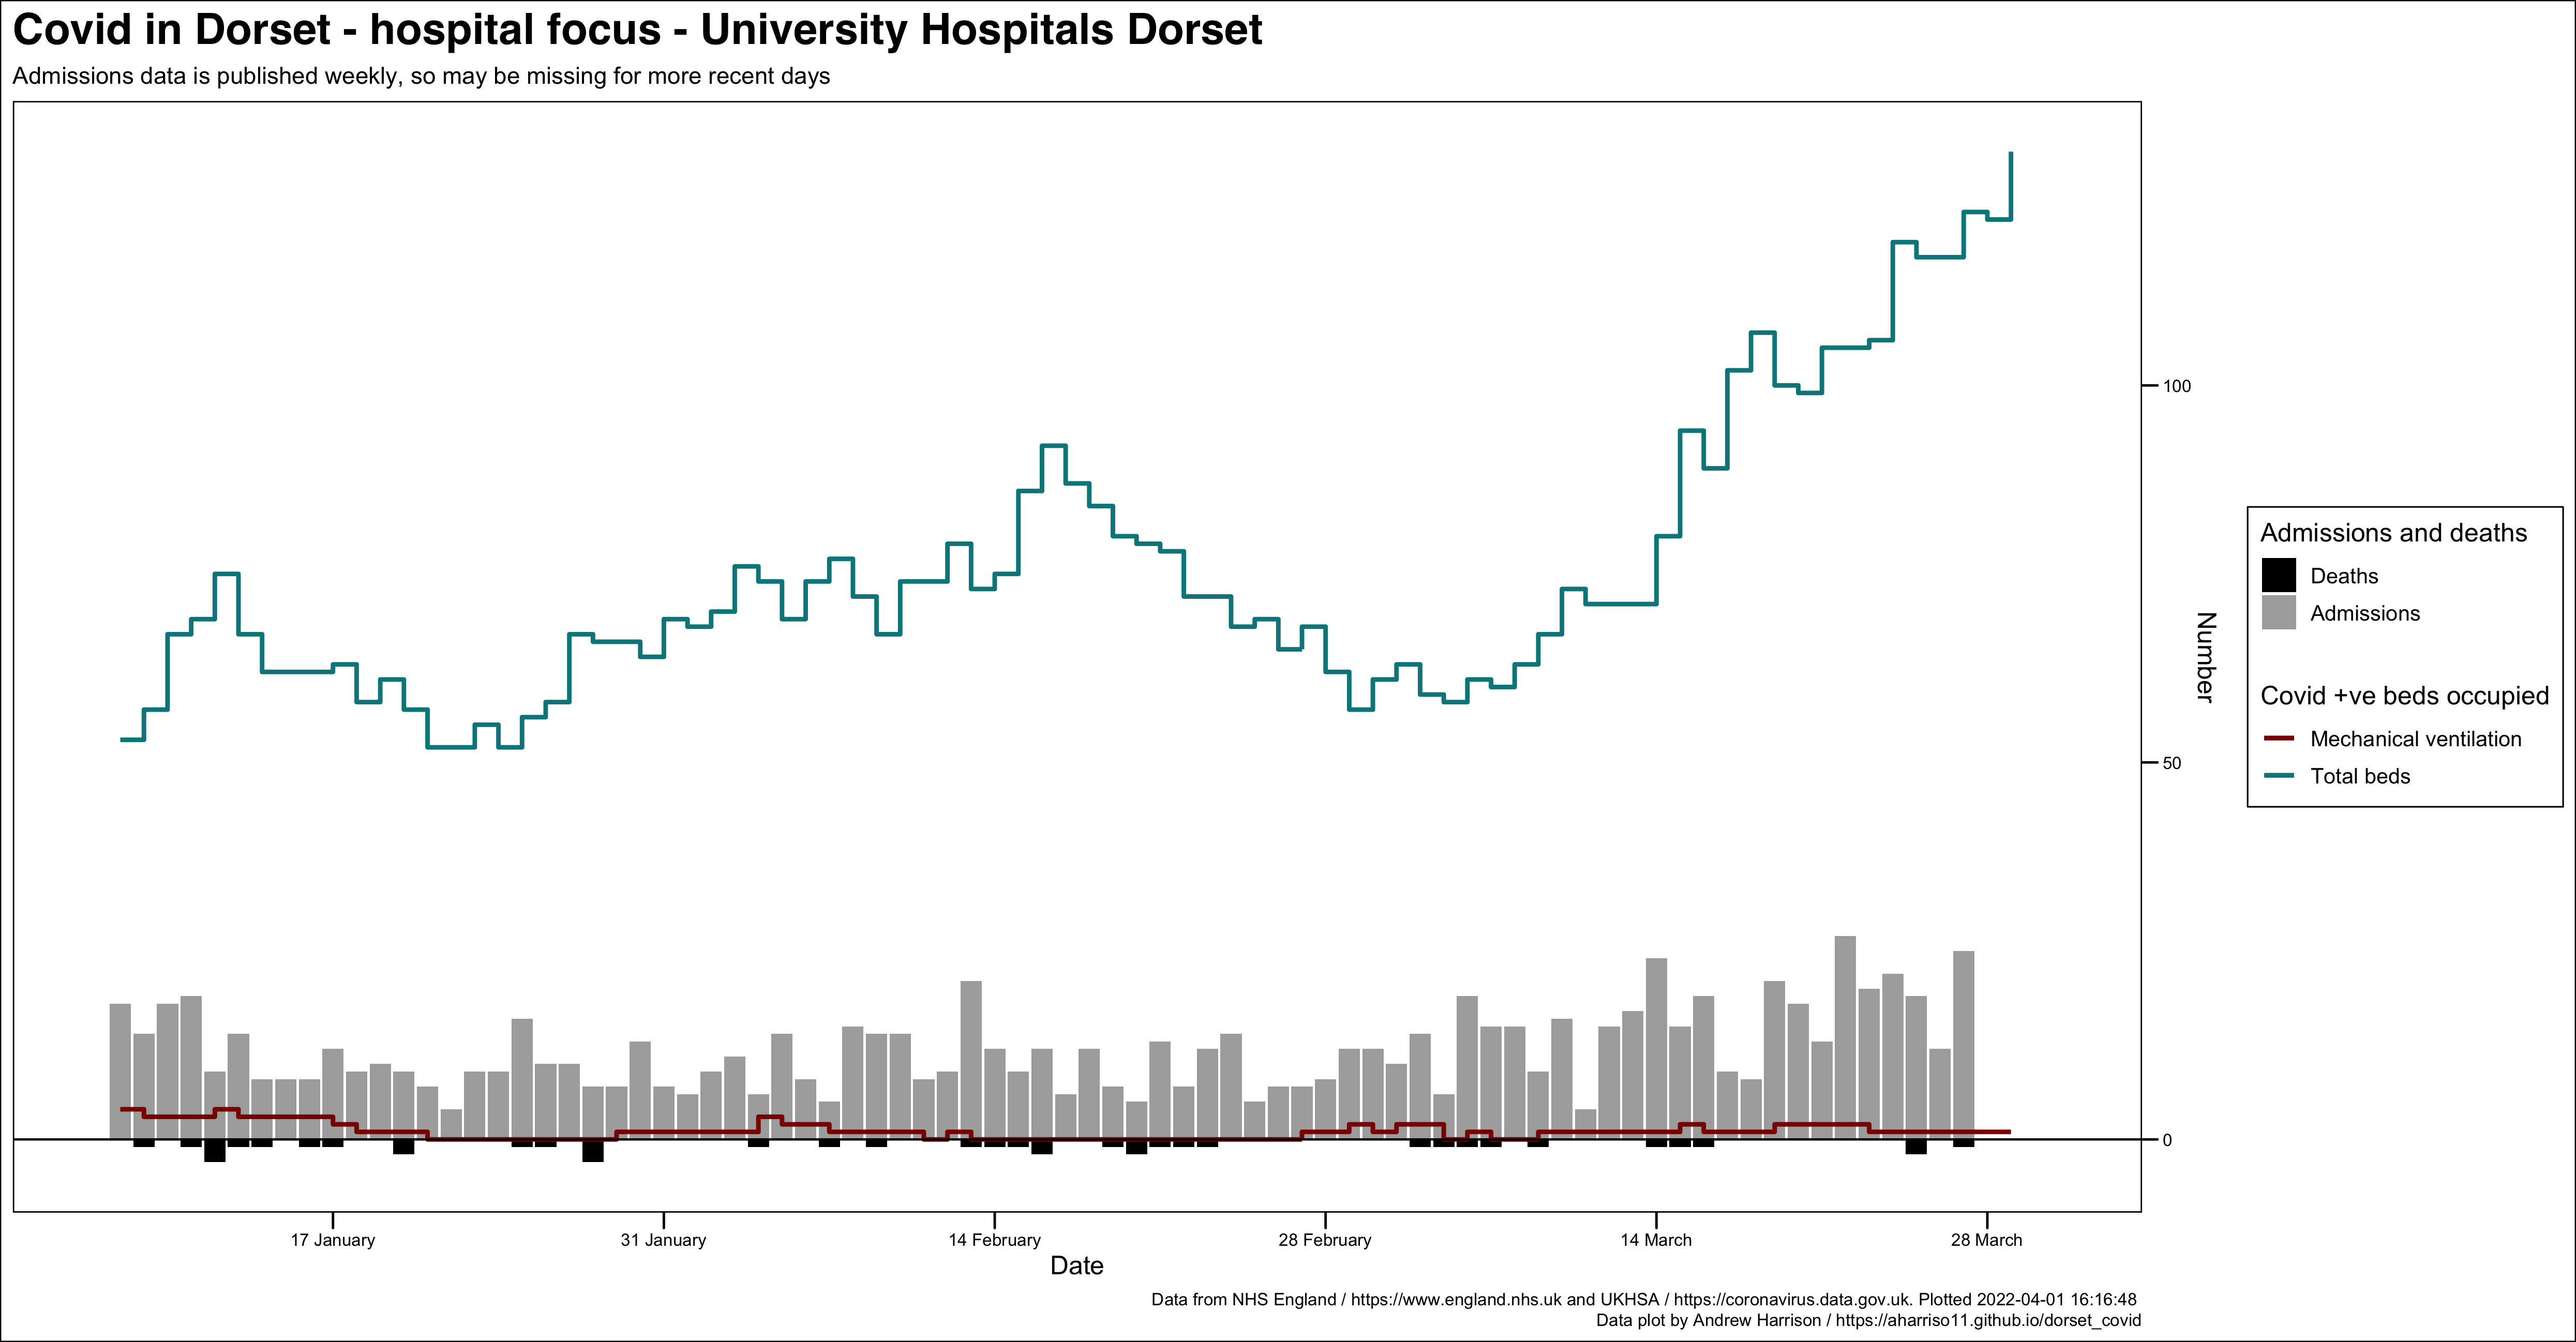 Covid in Dorset - hospital focus - University Hospitals Dorset
Admissions data is published weekly, so may be missing for more recent days
100
50
0
Number
17 January
31 January
14 February
28 February
14 March
28 March
Date
Admissions and deaths
Deaths
Admissions
Covid +ve beds occupied
Mechanical ventilation
Total beds
Data from NHS England / https://www.england.nhs.uk and UKHSA / https://coronavirus.data.gov.uk. Plotted 2022-04-01 16:16:48
Data plot by Andrew Harrison / https://aharriso11.github.io/dorset_covid